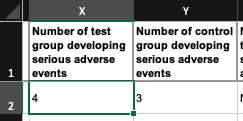 X Y
Number of test group developing serious adverse events
Number of control group developing serious adverse events
1
2 4 3